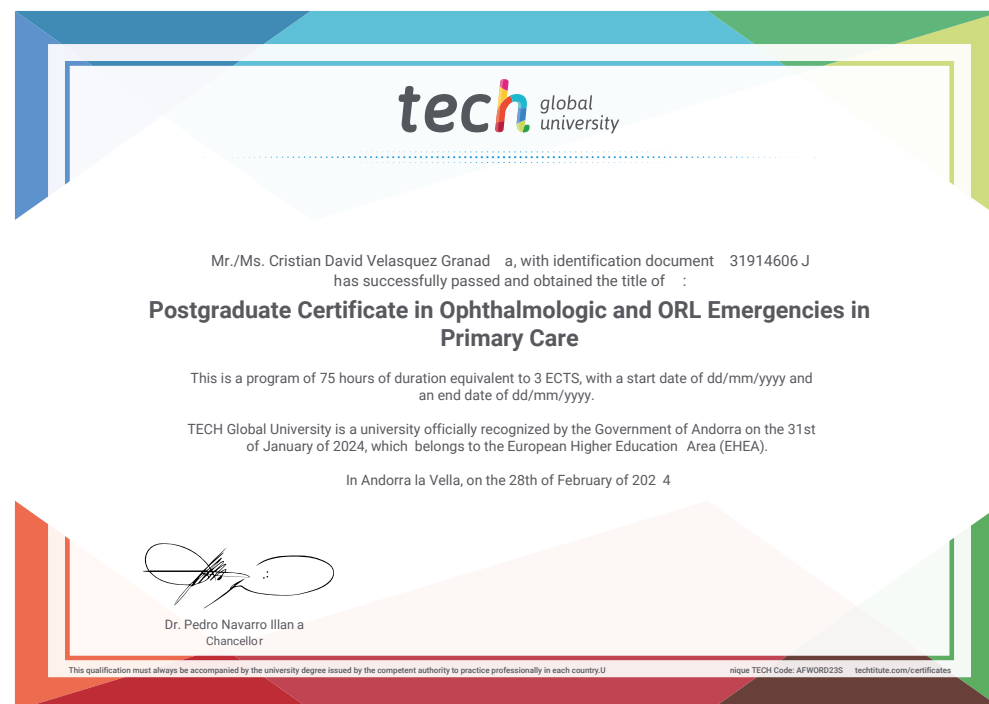 tech global
university
Mr./Ms. Cristian David Velasquez Granad a, with identification document 31914606 J
has successfully passed and obtained the title of :
Postgraduate Certificate in Ophthalmologic and ORL Emergencies in
Primary Care
This is a program of 75 hours of duration equivalent to 3 ECTS, with a start date of dd/mm/yyyy and
an end date of dd/mm/yyyy.
TECH Global University is a university officially recognized by the Government of Andorra on the 31st
of January of 2024, which belongs to the European Higher Education Area (EHEA).
In Andorra la Vella, on the 28th of February of 202 4
Dr. Pedro Navarro Illan a
Chancellor
This qualification must always be accompanied by the university degree issued by the competent authority to practice professionally in each country.U nique TECH Code: AFWORD23S techtitute.com/certificates